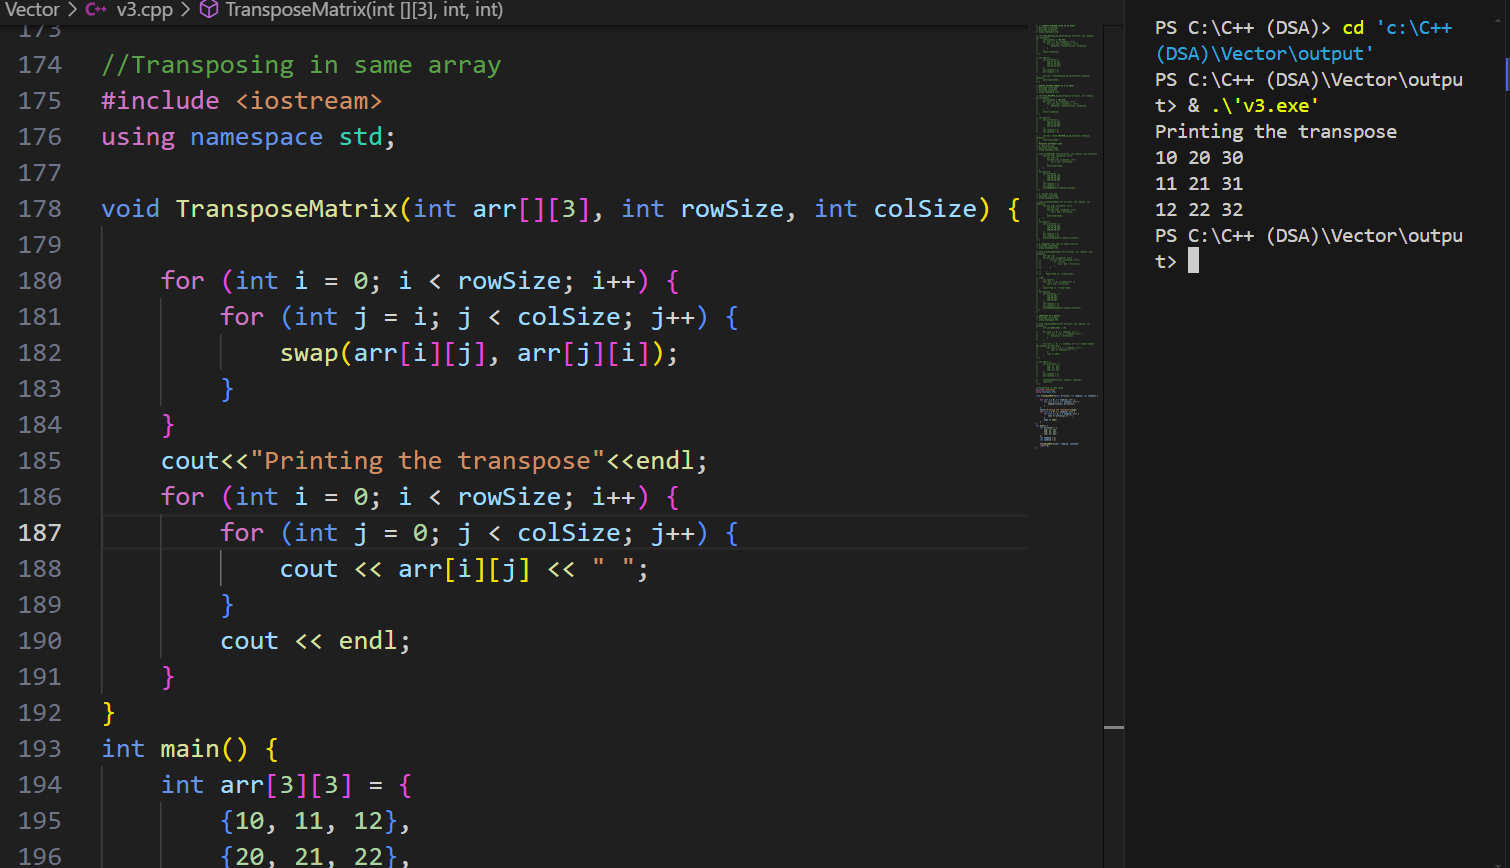 Vector > C++ v3.cpp > TransposeMatrix(int [][3], int, int)
173
174 //Transposing in same array
175 #include <iostream>
176 using namespace std;
177
178 void TransposeMatrix(int arr[][3], int rowSize, int colSize) {
179
180 for (int i = 0; i < rowSize; i++) {
181 for (int j = i; j < colSize; j++) {
182 swap(arr[i][j], arr[j][i]);
183 }
184 }
185 cout<<"Printing the transpose"<<endl;
186 for (int i = 0; i < rowSize; i++) {
187 for (int j = 0; j < colSize; j++) {
188 cout << arr[i][j] << " ";
189 }
190 cout << endl;
191 }
192 }
193 int main() {
194 int arr[3][3] = {
195 {10, 11, 12},
196 {20, 21, 22},
PS C:\C++ (DSA)> cd 'c:\C++
(DSA)\Vector\output'
PS C:\C++ (DSA)\Vector\outpu
t> & .\'v3.exe'
Printing the transpose
10 20 30
11 21 31
12 22 32
PS C:\C++ (DSA)\Vector\outpu
t>